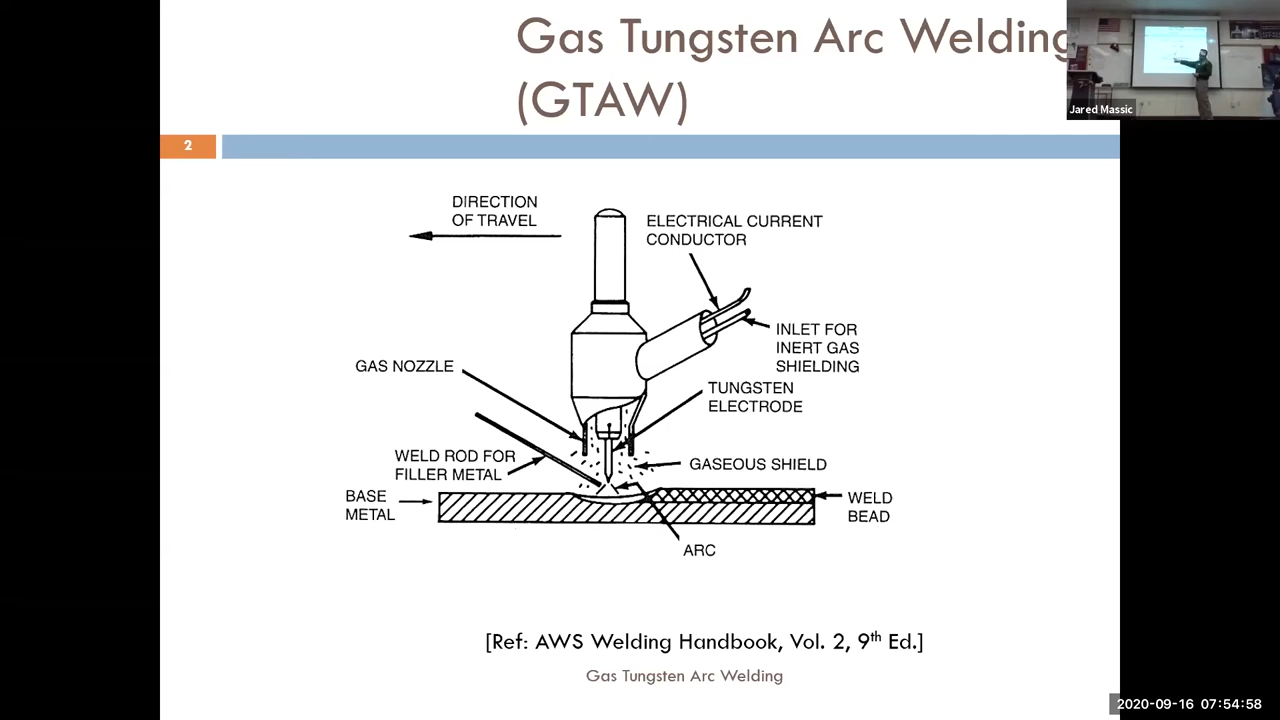 Gas Tungsten Arc Welding
(GTAW)
Jared Massic
2
DIRECTION
OF TRAVEL
ELECTRICAL CURRENT
CONDUCTOR
INLET FOR
INERT GAS
SHIELDING
GAS NOZZLE
TUNGSTEN
ELECTRODE
WELD ROD FOR
FILLER METAL
GASEOUS SHIELD
BASE
METAL
WELD
BEAD
ARC
[Ref: AWS Welding Handbook, Vol. 2, 9th Ed.]
Gas Tungsten Arc Welding
2020-09-16 07:54:58